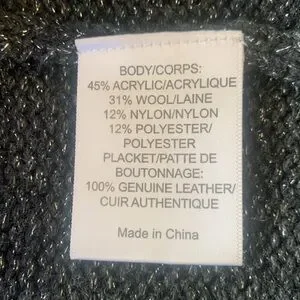 BODY/CORPS:
45% ACRYLIC/ACRYLIQUE
31% WOOL/LAINE
12% NYLON/NYLON
12% POLYESTER/
POLYESTER
PLACKET/PATTE DE
BOUTONNAGE:
100% GENUINE LEATHER/
CUIR AUTHENTIQUE
Made in China